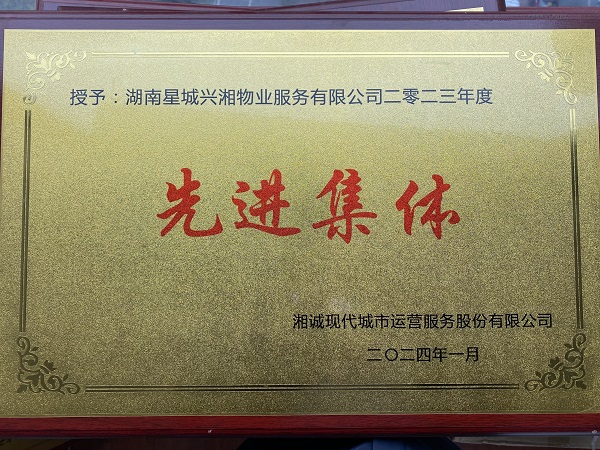 授予：湖南星城兴湘物业服务有限公司二零二三年度
先进集体
湘诚现代城市运营服务股份有限公司
二〇二四年一月